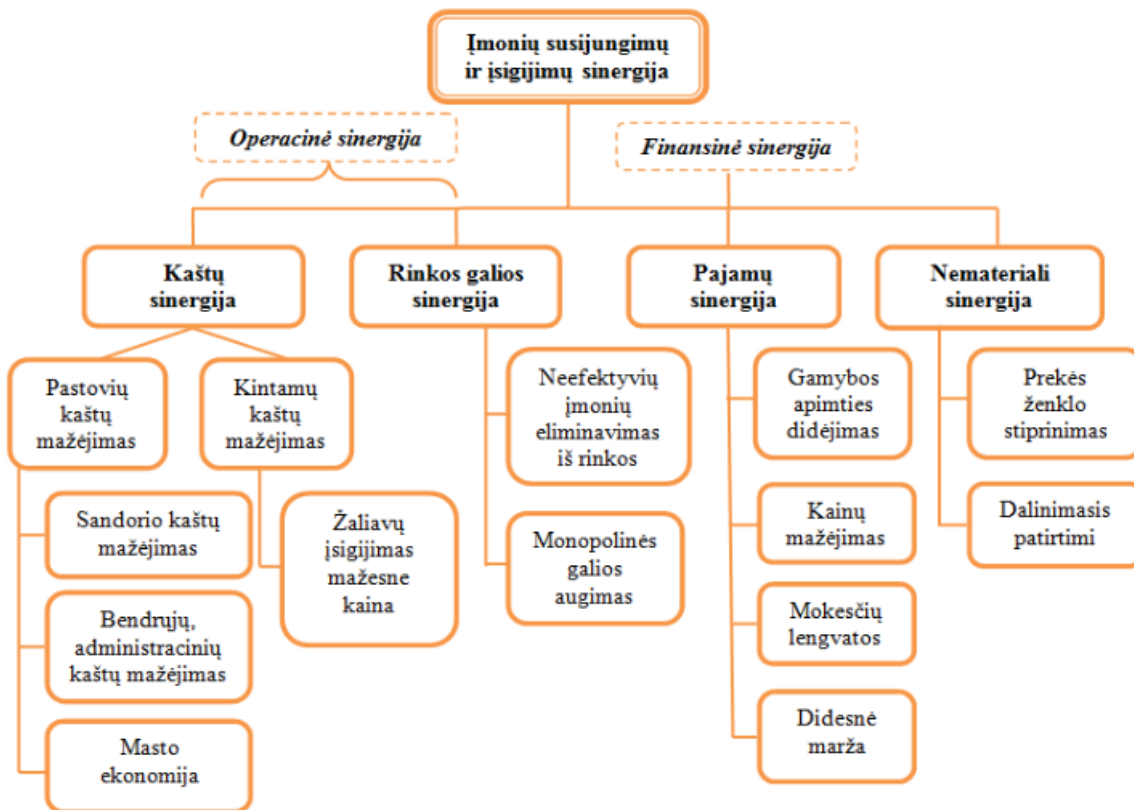 Įmonių susijungimų
ir įsigijimų sinergija
Operacinė sinergija
Finansinė sinergija
Kaštų
sinergija
Rinkos galios
sinergija
Pajamų
sinergija
Nemateriali
sinergija
Pastovių
kaštų
mažėjimas
Kintamų
kaštų
mažėjimas
Sandorio kaštų
mažėjimas
Bendrųjų,
administracinių
kaštų mažėjimas
Masto
ekonomija
Žaliavų
įsigijimas
mažesne
kaina
Neefektyvių
įmonių
eliminavimas
iš rinkos
Monopolinės
galios
augimas
Gamybos
apimties
didėjimas
Kainų
mažėjimas
Mokesčių
lengvatos
Didesnė
marža
Prekės
ženklo
stiprinimas
Dalinimasis
patirtimi